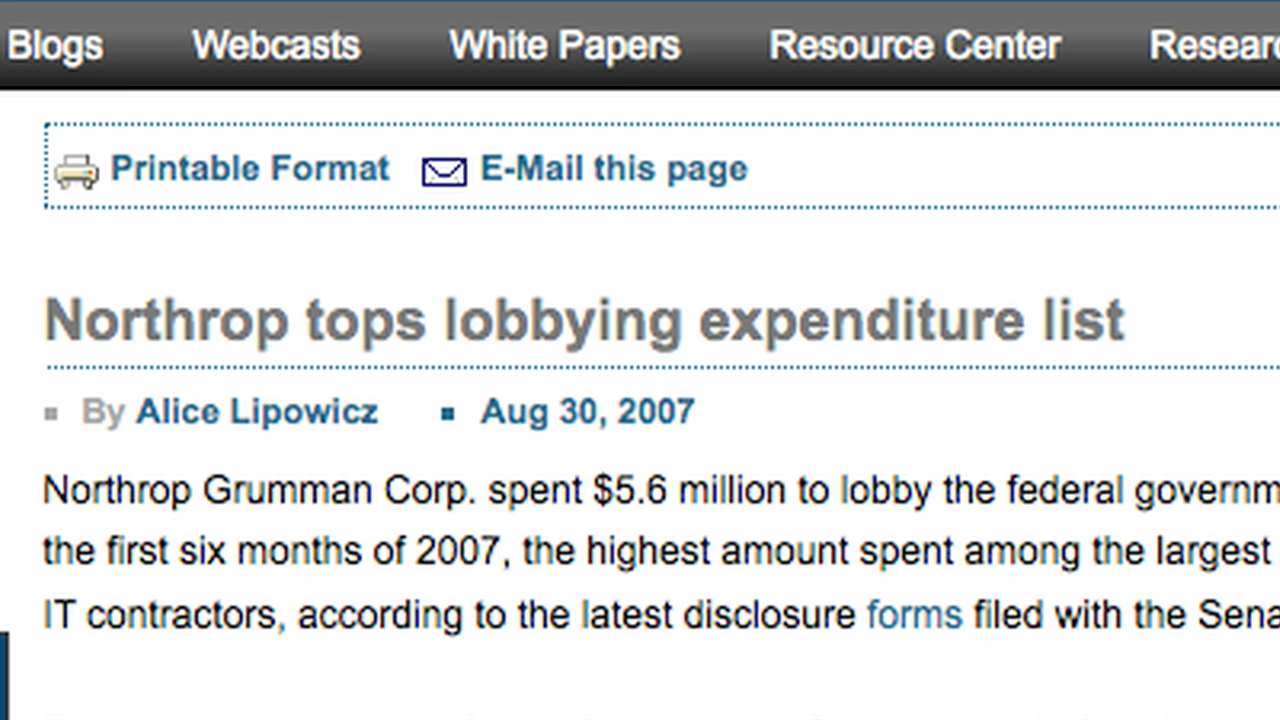 Blogs Webcasts White Papers Resource Center
Printable Format E-Mail this page
Northrop tops lobbying expenditure list
By Alice Lipowicz Aug 30, 2007
Northrop Grumman Corp. spent $5.6 million to lobby the federal governm
the first six months of 2007, the highest amount spent among the largest
IT contractors, according to the latest disclosure forms filed with the Sena